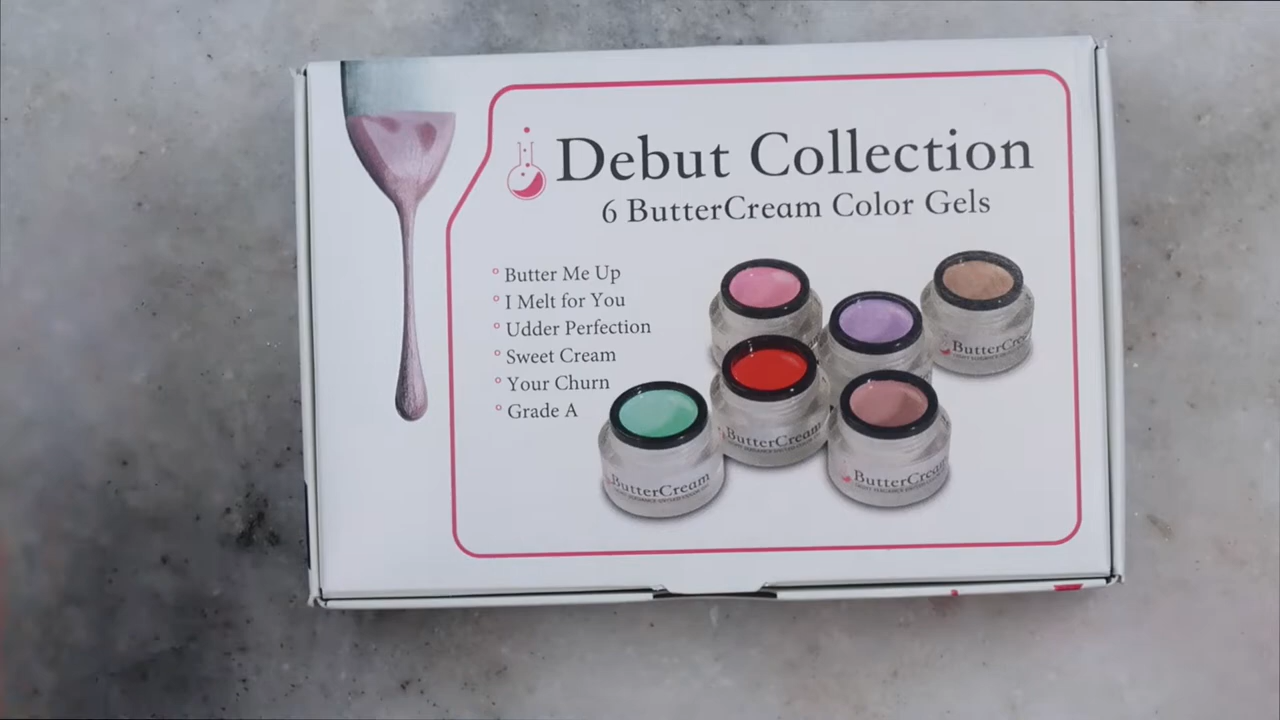 Debut Collection
6 ButterCream Color Gels
Butter Me Up
I Melt for You
Udder Perfection
Sweet Cream
Your Churn
Grade A
ButterCrea
ButterCream
ButterCream
ButterCream